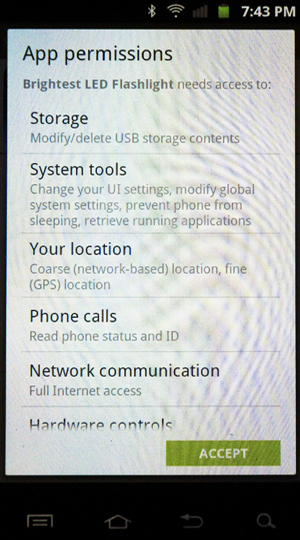 7:43 PM
App permissions
Brightest LED Flashlight needs access to:
Storage
Modify/delete USB storage contents
System tools
Change your UI settings, modify global
system settings, prevent phone from
sleeping, retrieve running applications
Your location
Coarse (network-based) location, fine
(GPS) location
Phone calls
Read phone status and ID
Network communication
Full Internet access
Hardware controls
ACCEPT